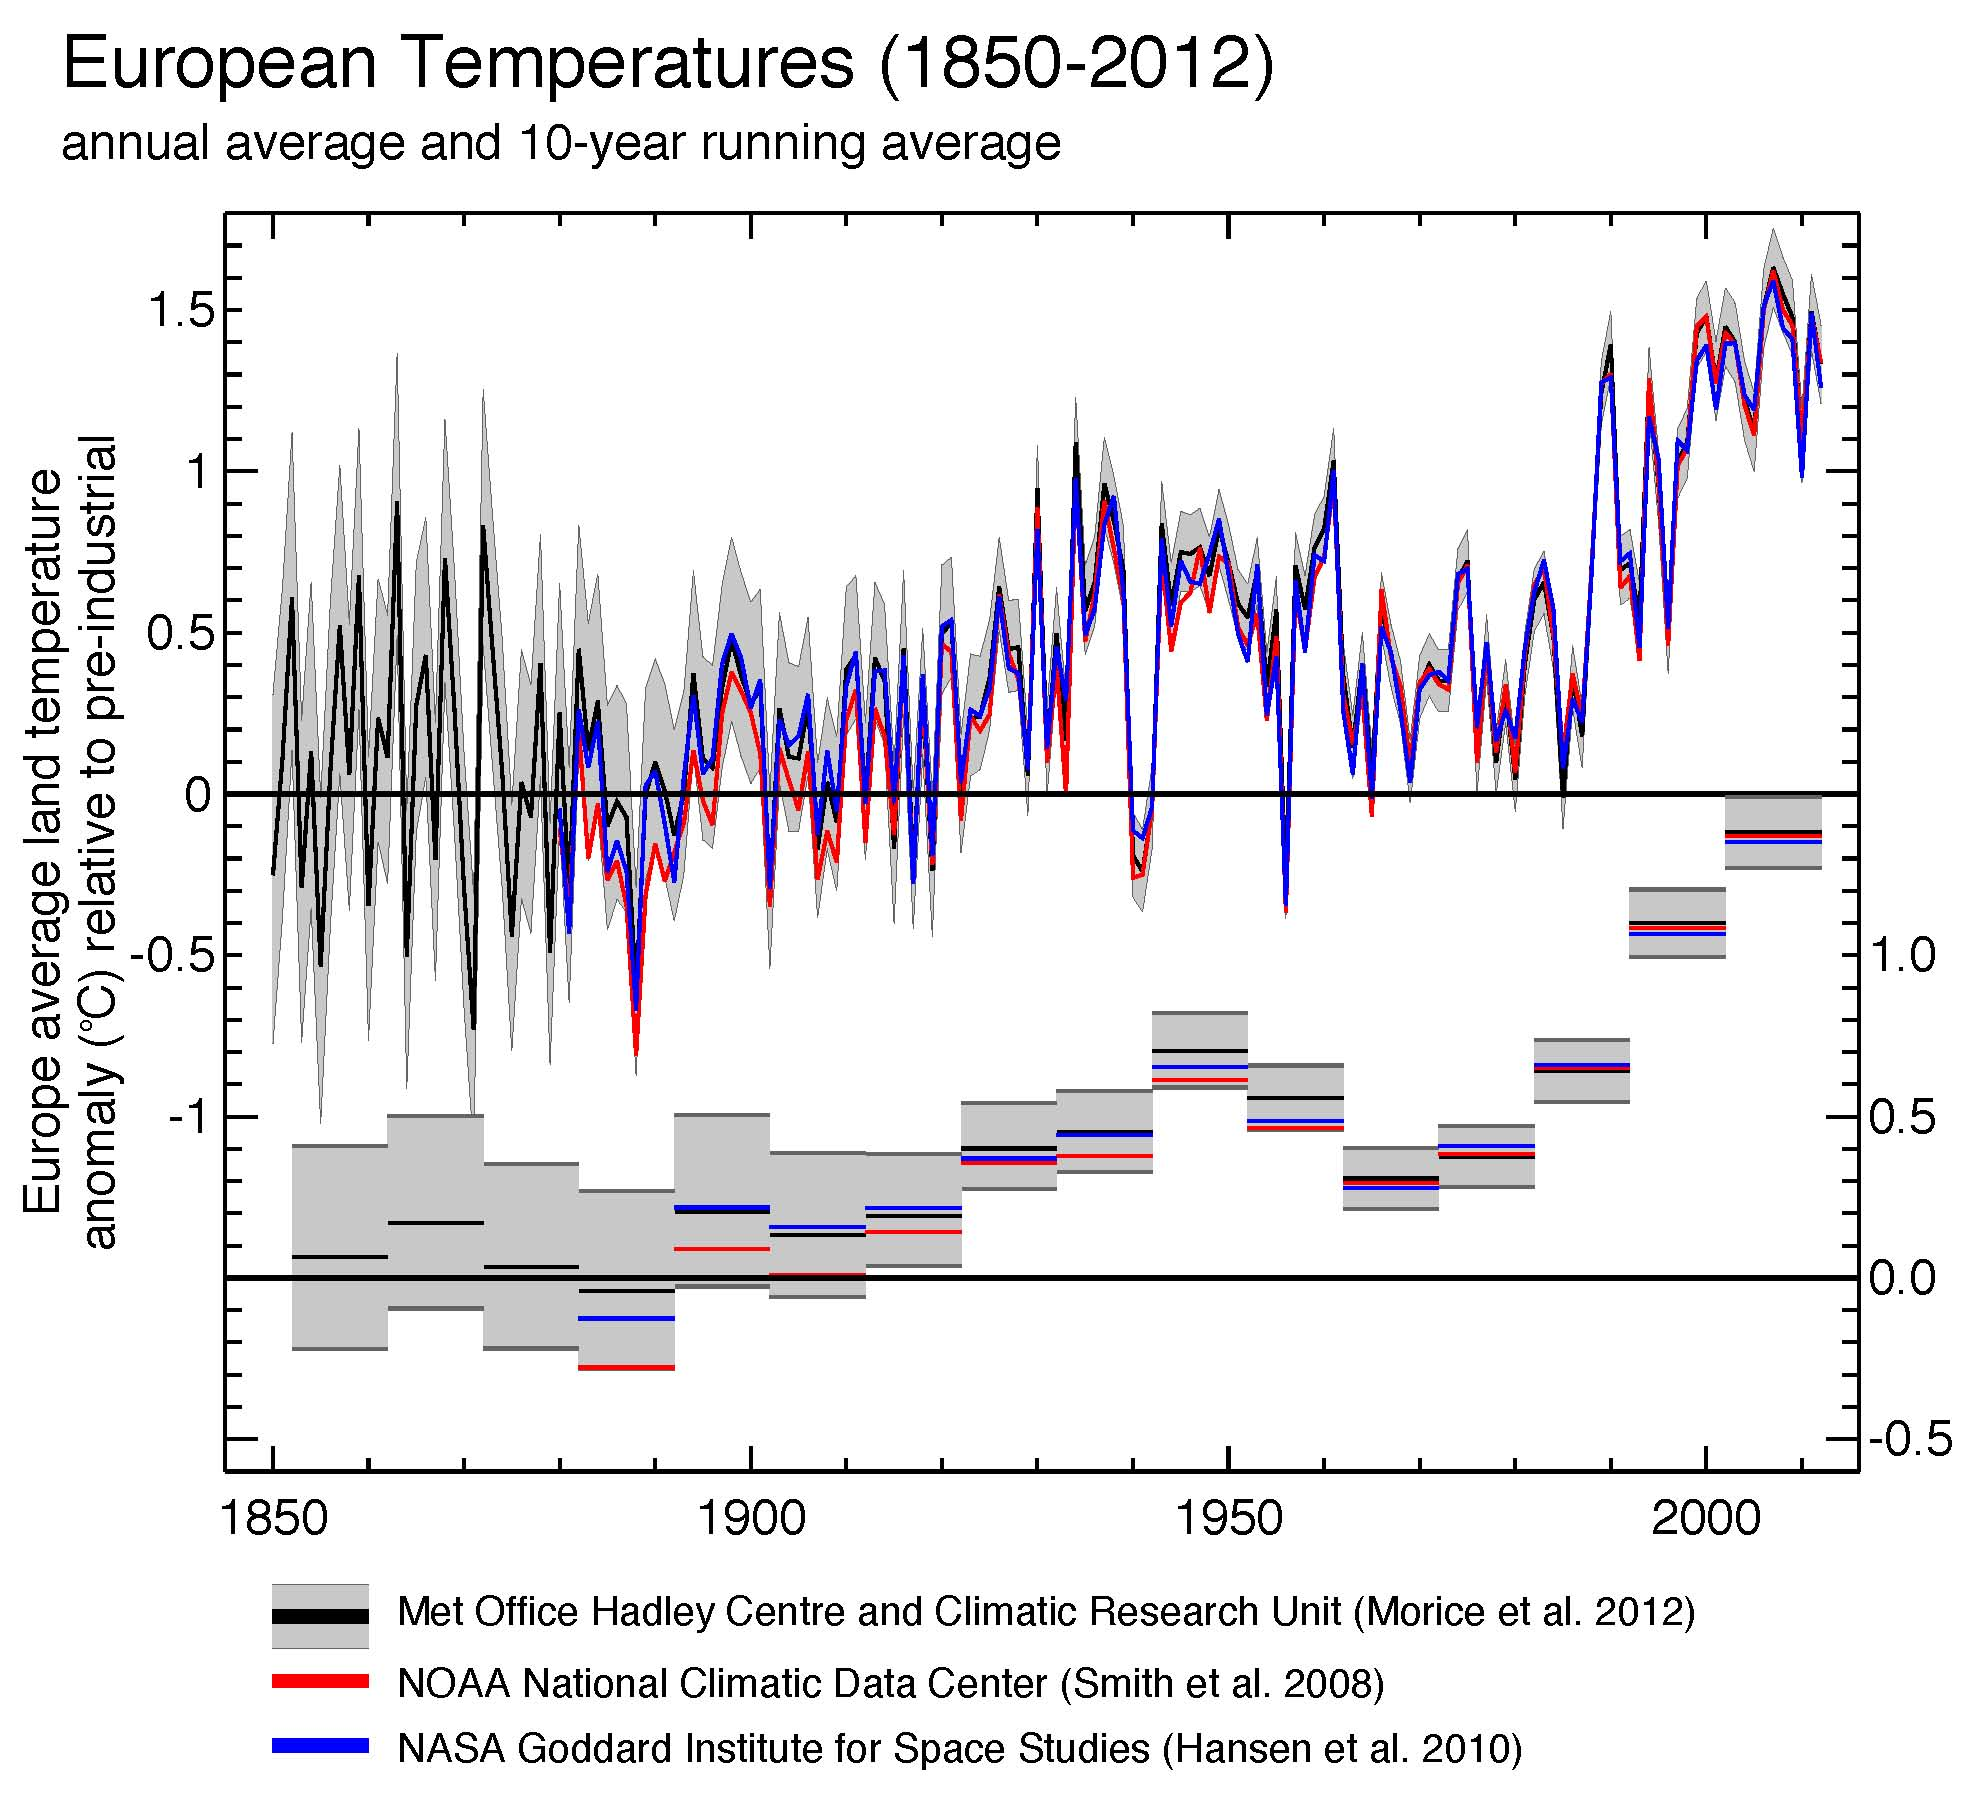 European Temperatures (1850-2012)
annual average and 10-year running average
Europe average land temperature
anomaly (°C) relative to pre-industrial
1.5
1
0.5
0
-0.5
-1
1.0
0.5
0.0
-0.5
1850 1900 1950 2000
Met Office Hadley Centre and Climatic Research Unit (Morice et al. 2012)
NOAA National Climatic Data Center (Smith et al. 2008)
NASA Goddard Institute for Space Studies (Hansen et al. 2010)